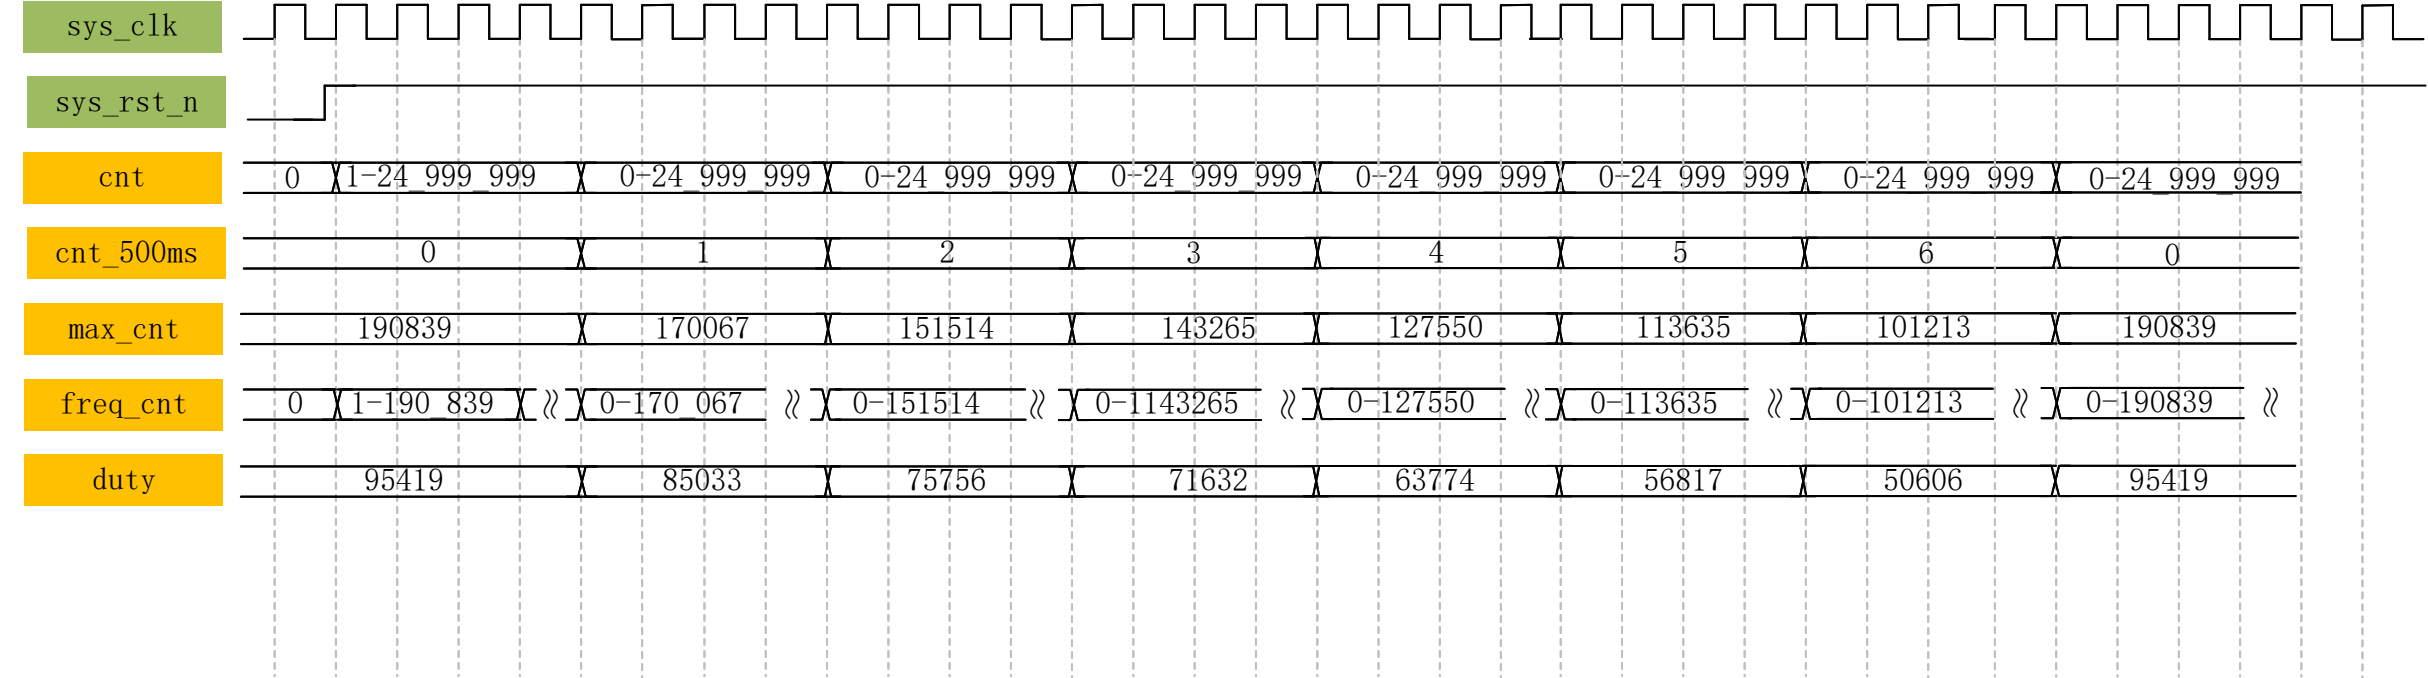 sys_clk
sys_rst_n
cnt 0 1-24_999_999 0-24_999_999 0-24_999_999 0-24_999_999 0-24_999_999 0-24_999_999 0-24_999_999 0-24_999_999
cnt_500ms 0 1 2 3 4 5 6 0
max_cnt 190839 170067 151514 143265 127550 113635 101213 190839
freq_cnt 0 1-190_839 0-170_067 0-151514 0-1143265 0-127550 0-113635 0-101213 0-190839
duty 95419 85033 75756 71632 63774 56817 50606 95419